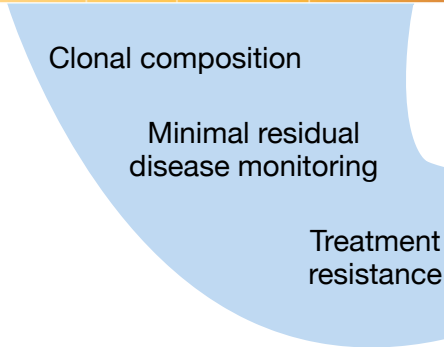 Clonal composition
Minimal residual
disease monitoring
Treatment
resistance